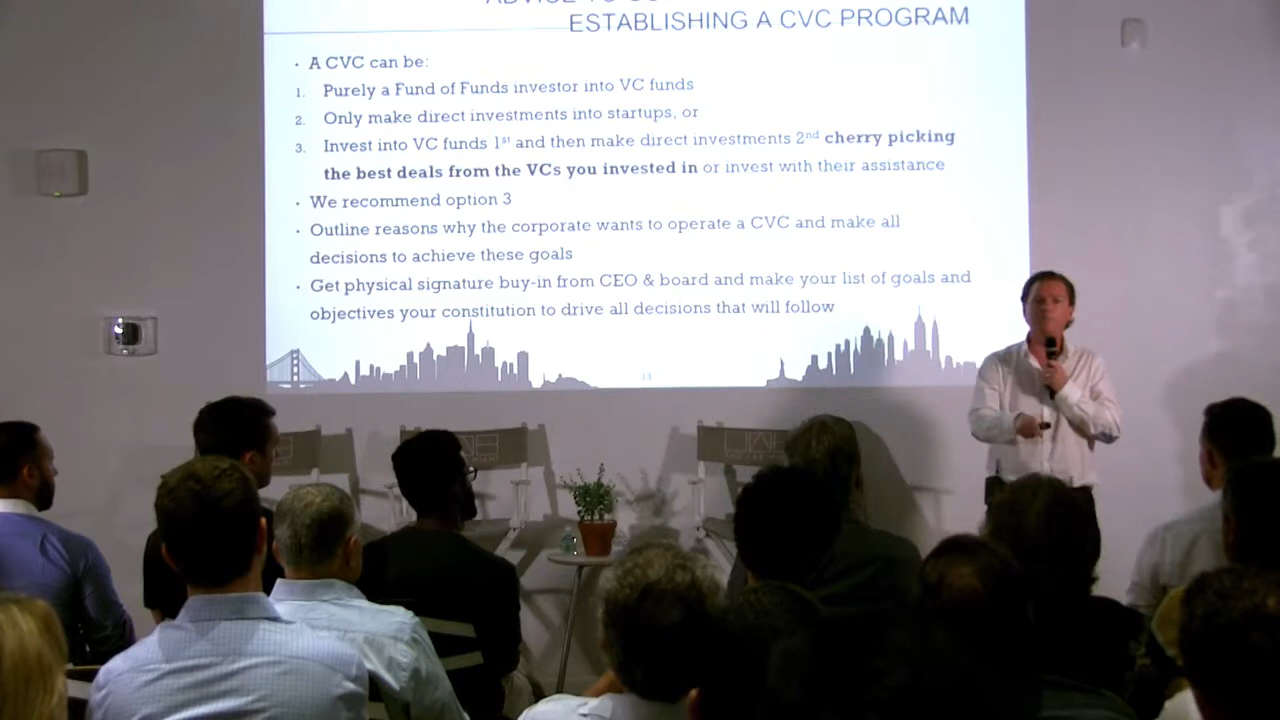 ESTABLISHING A CVC PROGRAM
· A CVC can be:
1. Purely a Fund of Funds investor into VC funds
2. Only make direct investments into startups, or
3. Invest into VC funds 1st and then make direct investments 2nd cherry picking
the best deals from the VCs you invested in or invest with their assistance
· We recommend option 3
· Outline reasons why the corporate wants to operate a CVC and make all
decisions to achieve these goals
· Get physical signature buy-in from CEO & board and make your list of goals and
objectives your constitution to drive all decisions that will follow
13